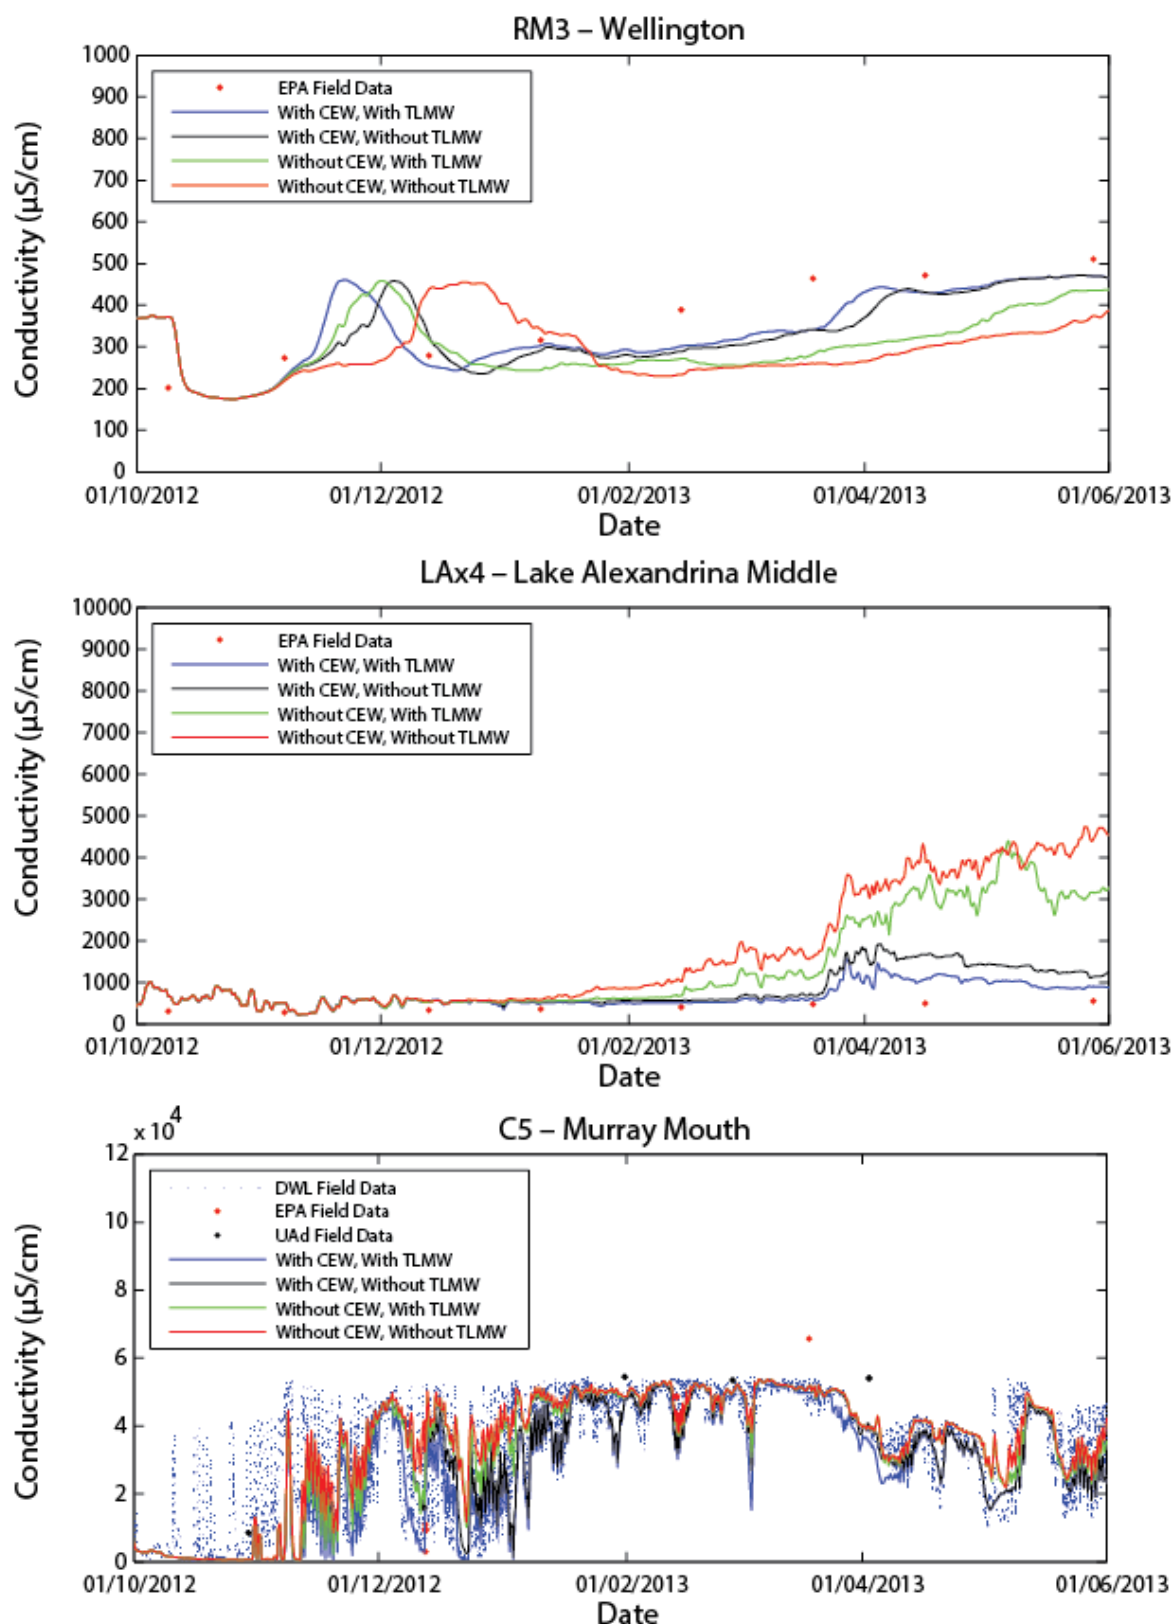 RM3 – Wellington
1000
900
800
700
600
500
400
300
200
100
0
Conductivity (µS/cm)
EPA Field Data
With CEW, With TLMW
With CEW, Without TLMW
Without CEW, With TLMW
Without CEW, Without TLMW
01/10/2012 01/12/2012 01/02/2013 01/04/2013 01/06/2013
Date
LAx4 – Lake Alexandrina Middle
10000
9000
8000
7000
6000
5000
4000
3000
2000
1000
0
Conductivity (µS/cm)
EPA Field Data
With CEW, With TLMW
With CEW, Without TLMW
Without CEW, With TLMW
Without CEW, Without TLMW
01/10/2012 01/12/2012 01/02/2013 01/04/2013 01/06/2013
Date
C5 – Murray Mouth
x 10⁴
12
10
8
6
4
2
0
Conductivity (µS/cm)
DWL Field Data
EPA Field Data
UAd Field Data
With CEW, With TLMW
With CEW, Without TLMW
Without CEW, With TLMW
Without CEW, Without TLMW
01/10/2012 01/12/2012 01/02/2013 01/04/2013 01/06/2013
Date